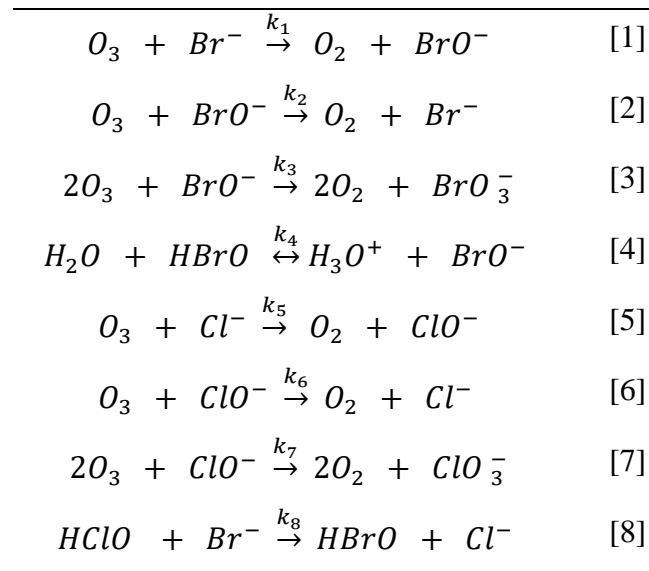 O₃ + Br⁻ →k₁ O₂ + BrO⁻ [1]
O₃ + BrO⁻ →k₂ O₂ + Br⁻ [2]
2O₃ + BrO⁻ →k₃ 2O₂ + BrO₃⁻ [3]
H₂O + HBrO ↔k₄ H₃O⁺ + BrO⁻ [4]
O₃ + Cl⁻ →k₅ O₂ + ClO⁻ [5]
O₃ + ClO⁻ →k₆ O₂ + Cl⁻ [6]
2O₃ + ClO⁻ →k₇ 2O₂ + ClO₃⁻ [7]
HClO + Br⁻ →k₈ HBrO + Cl⁻ [8]